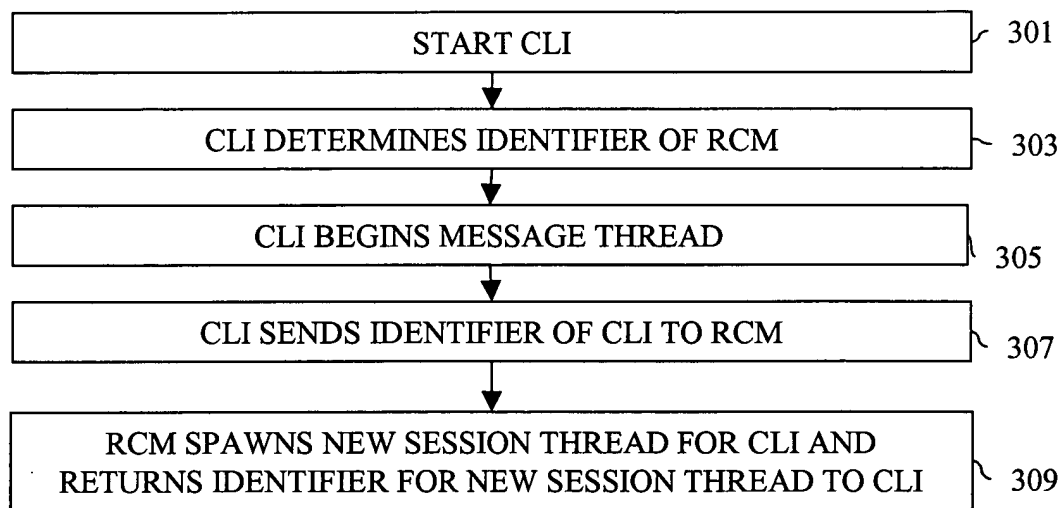 START CLI
301
CLI DETERMINES IDENTIFIER OF RCM
303
CLI BEGINS MESSAGE THREAD
305
CLI SENDS IDENTIFIER OF CLI TO RCM
307
RCM SPAWNS NEW SESSION THREAD FOR CLI AND
RETURNS IDENTIFIER FOR NEW SESSION THREAD TO CLI
309